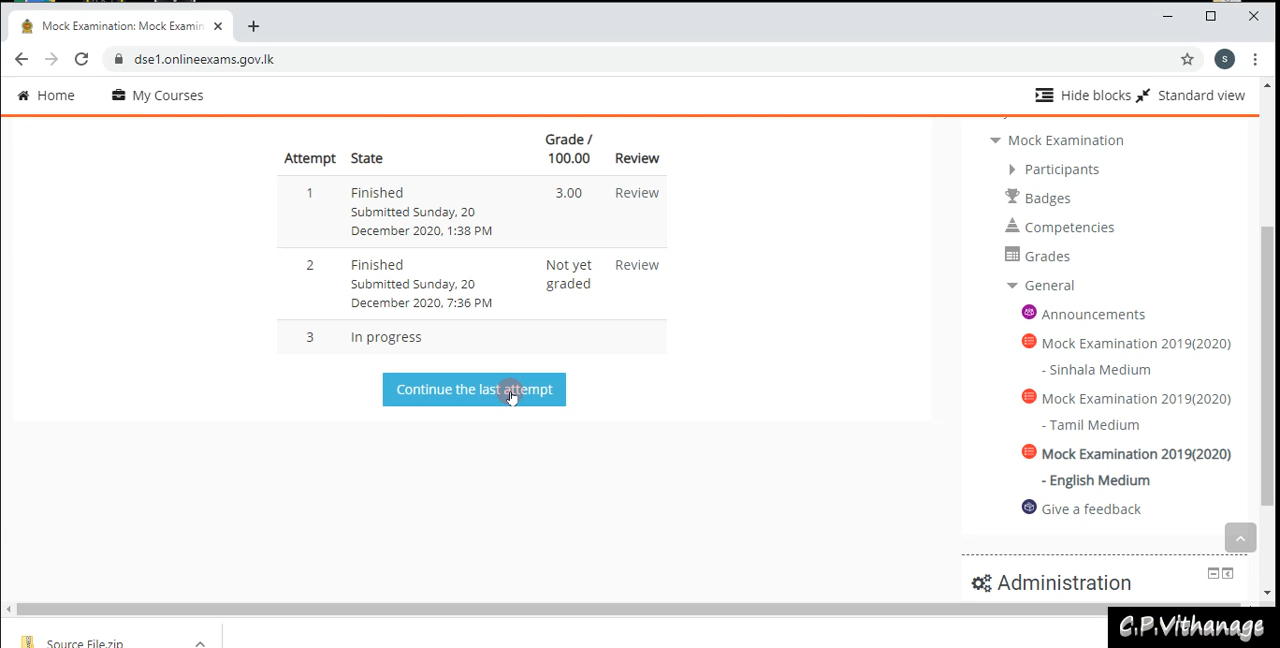 Mock Examination: Mock Examin
dse1.onlineexams.gov.lk
S
Home
My Courses
Hide blocks
Standard view
Attempt
State
Grade /
100.00
Review
1
Finished
Submitted Sunday, 20
December 2020, 1:38 PM
3.00
Review
2
Finished
Submitted Sunday, 20
December 2020, 7:36 PM
Not yet
graded
Review
3
In progress
Continue the last attempt
Mock Examination
Participants
Badges
Competencies
Grades
General
Announcements
Mock Examination 2019(2020)
- Sinhala Medium
Mock Examination 2019(2020)
- Tamil Medium
Mock Examination 2019(2020)
- English Medium
Give a feedback
Administration
Source File.zip
C.P.Vithanage